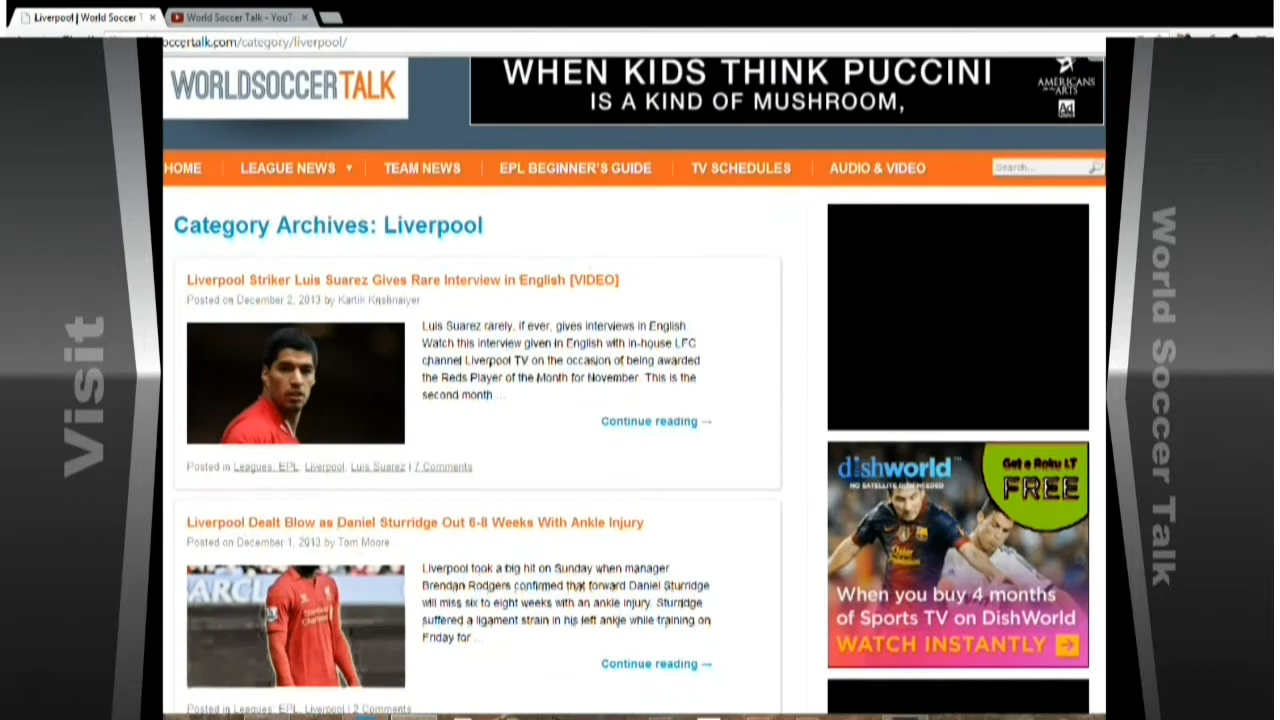 Liverpool | World Soccer T
World Soccer Talk - YouT
occertalk.com/category/liverpool/
WORLDSOCCERTALK
WHEN KIDS THINK PUCCINI
IS A KIND OF MUSHROOM,
AMERICANS
ARTS
Ad
HOME
LEAGUE NEWS
TEAM NEWS
EPL BEGINNER'S GUIDE
TV SCHEDULES
AUDIO & VIDEO
Search...
Category Archives: Liverpool
Liverpool Striker Luis Suarez Gives Rare Interview in English [VIDEO]
Posted on December 2, 2013 by Kartik Krishnaiyer
Luis Suarez rarely, if ever, gives interviews in English
Watch this interview given in English with in-house LFC
channel Liverpool TV on the occasion of being awarded
the Reds Player of the Month for November. This is the
second month ...
Continue reading →
Posted in Leagues: EPL, Liverpool, Luis Suarez | 7 Comments
Liverpool Dealt Blow as Daniel Sturridge Out 6-8 Weeks With Ankle Injury
Posted on December 1, 2013 by Tom Moore
BARCL
Liverpool took a big hit on Sunday when manager
Brendan Rodgers confirmed that forward Daniel Sturridge
will miss six to eight weeks with an ankle injury. Sturridge
suffered a ligament strain in his left ankle while training on
Friday for ...
Continue reading →
Posted in Leagues: EPL, Liverpool | 2 Comments
dishworld
NO SATELLITE DISH NEEDED
Get a Roku LT
FREE
When you buy 4 months
of Sports TV on DishWorld
WATCH INSTANTLY
Visit
World Soccer Talk